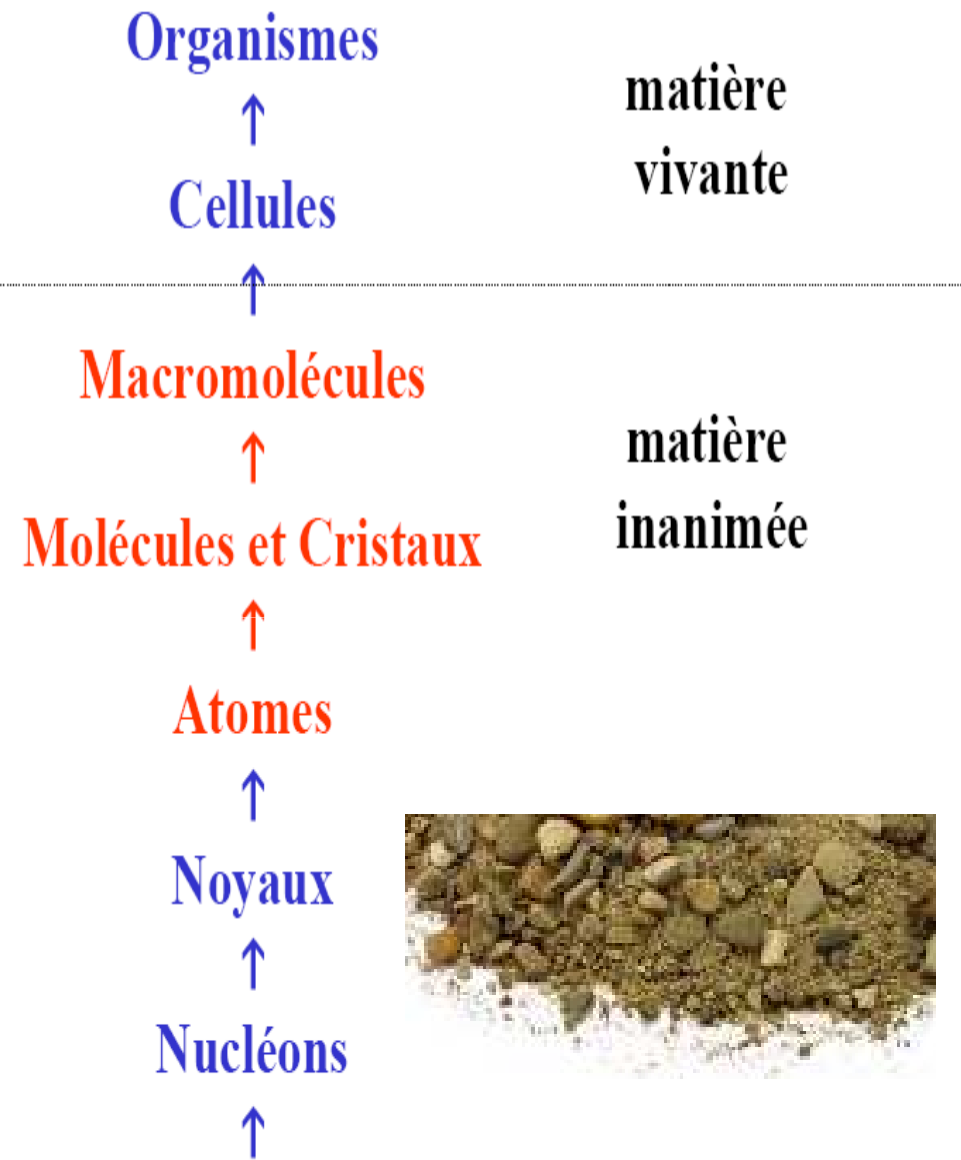 Organismes
↑
matière
vivante
Cellules
↑
Macromolécules
↑
matière
inanimée
Molécules et Cristaux
↑
Atomes
↑
Noyaux
↑
Nucléons
↑